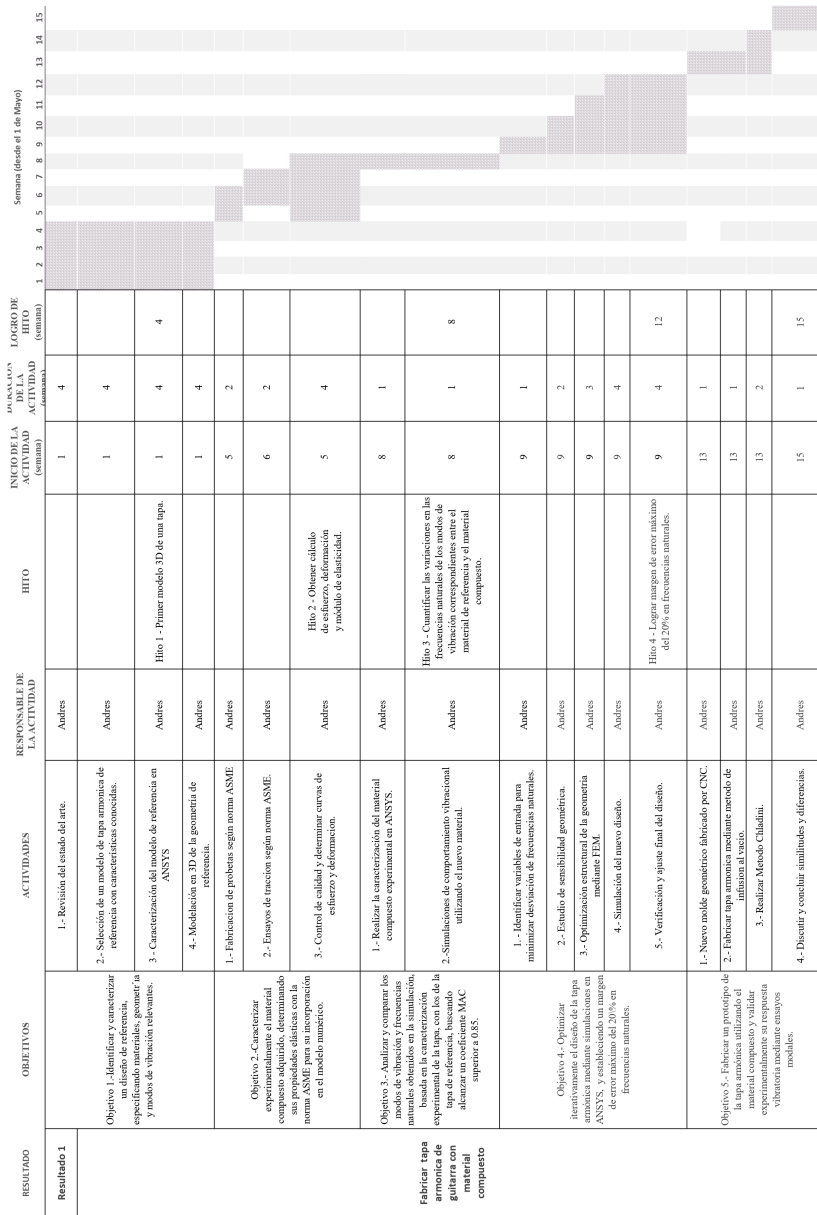 RESULTADO
OBJETIVOS
ACTIVIDADES
RESPONSABLE DE
LA ACTIVIDAD
HITO
INICIO DE LA
ACTIVIDAD
(semana)
DURACION
DE LA
ACTIVIDAD
(semana)
LOGRO DE
HITO
(semana)
Semana (desde el 1 de Mayo)
1 2 3 4 5 6 7 8 9 10 11 12 13 14 15
Resultado 1
Fabricar tapa
armonica de
guitarra con
material
compuesto
Objetivo 1.-Identificar y caracterizar
un diseño de referencia,
especificando materiales, geometr´ia
y modos de vibración relevantes.
1.- Revisión del estado del arte.
Andres
1
4
2.- Selección de un modelo de tapa armonica de
referencia con características conocidas.
Andres
1
4
3 - Caracterización del modelo de referencia en
ANSYS
Andres
Hito 1 - Primer modelo 3D de una tapa.
1
4
4
4.- Modelación en 3D de la geometría de
referencia.
Andres
1
4
Objetivo 2.-Caracterizar
experimentalmente el material
compuesto adquirido, determinando
sus propiedades elásticas con la
norma ASME para su incorporación
en el modelo numérico.
1.- Fabricacion de probetas según norma ASME
Andres
5
2
2.- Ensayos de traccion según norma ASME.
Andres
6
2
3.- Control de calidad y determinar curvas de
esfuerzo y deformacion.
Andres
Hito 2 - Obtener cálculo
de esfuerzo, deformación
y módulo de elasticidad.
5
4
Objetivo 3.- Analizar y comparar los
modos de vibración y frecuencias
naturales obtenidos en la simulación,
basada en la caracterización
experimental de la tapa, con los de la
tapa de referencia, buscando
alcanzar un coeficiente MAC
superior a 0.85.
1.- Realizar la caracterización del material
compuesto experimental en ANSYS.
Andres
8
1
2.-Simulaciones de comportamiento vibracional
utilizando el nuevo material.
Andres
Hito 3 - Cuantificar las variaciones en las
frecuencias naturales de los modos de
vibración correspondientes entre el
material de referencia y el material
compuesto.
8
1
8
Objetivo 4.- Optimizar
iterativamente el diseño de la tapa
armónica mediante simulaciones en
ANSYS, y estableciendo un margen
de error máximo del 20\% en
frecuencias naturales.
1. - Identificar variables de entrada para
minimizar desviación de frecuencias naturales.
Andres
9
1
2.- Estudio de sensibilidad geométrica.
Andres
9
2
3.- Optimización estructural de la geometría
mediante FEM.
Andres
9
3
4.- Simulación del nuevo diseño.
Andres
9
4
5.- Verificación y ajuste final del diseño.
Andres
Hito 4 - Lograr margen de error máximo
del 20% en frecuencias naturales.
9
4
12
Objetivo 5.- Fabricar un prototipo de
la tapa armónica utilizando el
material compuesto y validar
experimentalmente su respuesta
vibratoria mediante ensayos
modales.
1.- Nuevo molde geométrico fabricado por CNC.
Andres
13
1
2.- Fabricar tapa armonica mediante metodo de
infusion al vacio.
Andres
13
1
3.- Realizar Metodo Chladini.
Andres
13
2
4.- Discutir y concluir similitudes y diferencias.
Andres
15
1
15